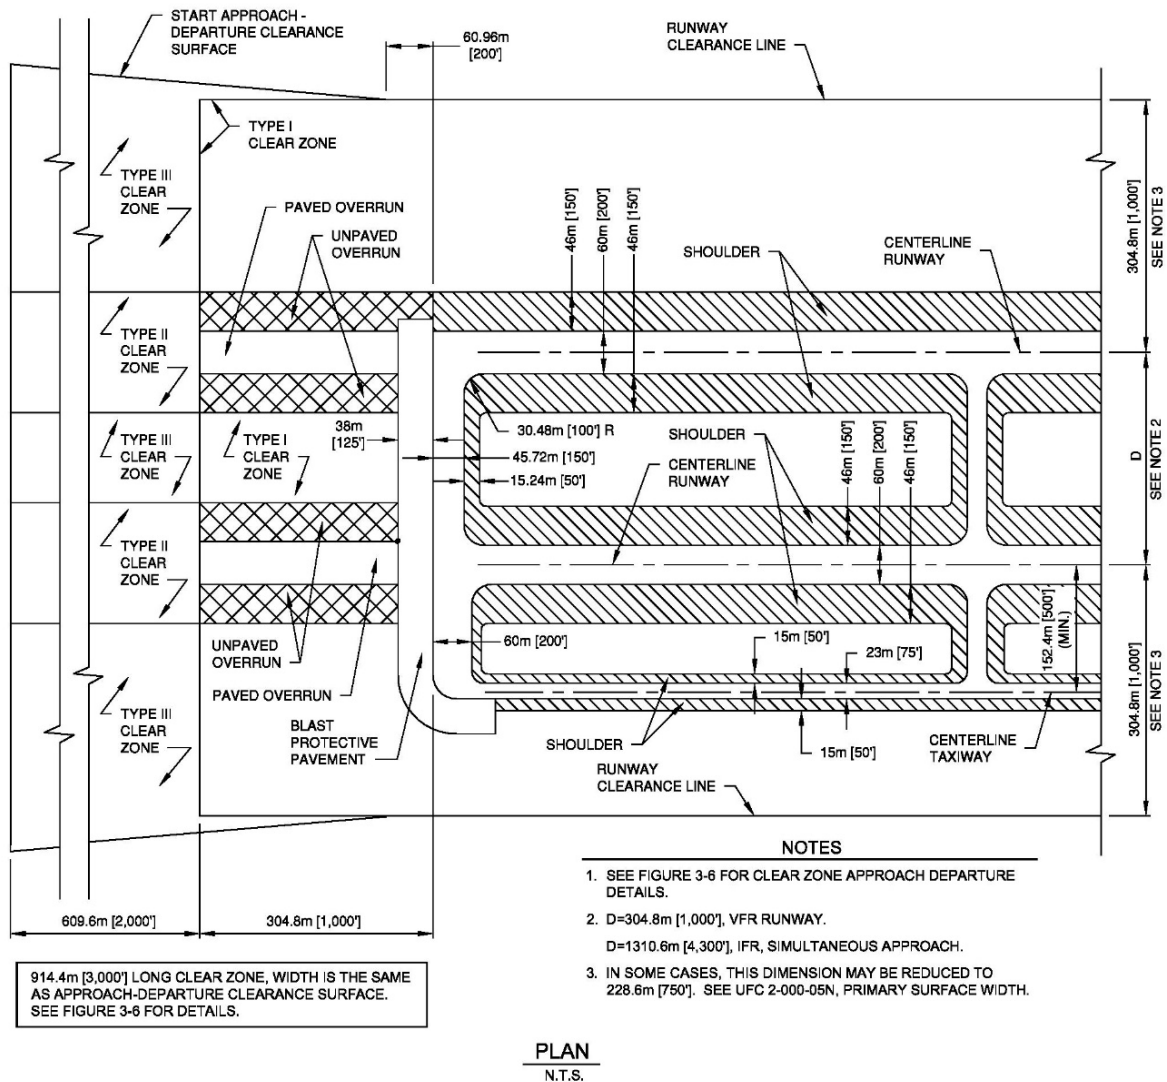 START APPROACH -
DEPARTURE CLEARANCE
SURFACE
60.96m
[200']
RUNWAY
CLEARANCE LINE
TYPE I
CLEAR ZONE
TYPE III
CLEAR
ZONE
PAVED OVERRUN
UNPAVED
OVERRUN
46m [150']
60m [200']
46m [150']
SHOULDER
CENTERLINE
RUNWAY
304.8m [1,000']
SEE NOTE 3
TYPE II
CLEAR
ZONE
38m
[125']
30.48m [100'] R
45.72m [150']
15.24m [50']
SHOULDER
CENTERLINE
RUNWAY
46m [150']
60m [200']
46m [150']
D
SEE NOTE 2
TYPE III
CLEAR
ZONE
TYPE I
CLEAR
ZONE
TYPE II
CLEAR
ZONE
UNPAVED
OVERRUN
PAVED OVERRUN
60m [200']
15m [50']
23m [75']
152.4m [500']
(MIN.)
304.8m [1,000']
SEE NOTE 3
TYPE III
CLEAR
ZONE
BLAST
PROTECTIVE
PAVEMENT
SHOULDER
15m [50']
CENTERLINE
TAXIWAY
RUNWAY
CLEARANCE LINE
609.6m [2,000']
304.8m [1,000']
914.4m [3,000'] LONG CLEAR ZONE, WIDTH IS THE SAME
AS APPROACH-DEPARTURE CLEARANCE SURFACE.
SEE FIGURE 3-6 FOR DETAILS.
NOTES
1. SEE FIGURE 3-6 FOR CLEAR ZONE APPROACH DEPARTURE
DETAILS.
2. D=304.8m [1,000'], VFR RUNWAY.
D=1310.6m [4,300'], IFR, SIMULTANEOUS APPROACH.
3. IN SOME CASES, THIS DIMENSION MAY BE REDUCED TO
228.6m [750']. SEE UFC 2-000-05N, PRIMARY SURFACE WIDTH.
PLAN
N.T.S.